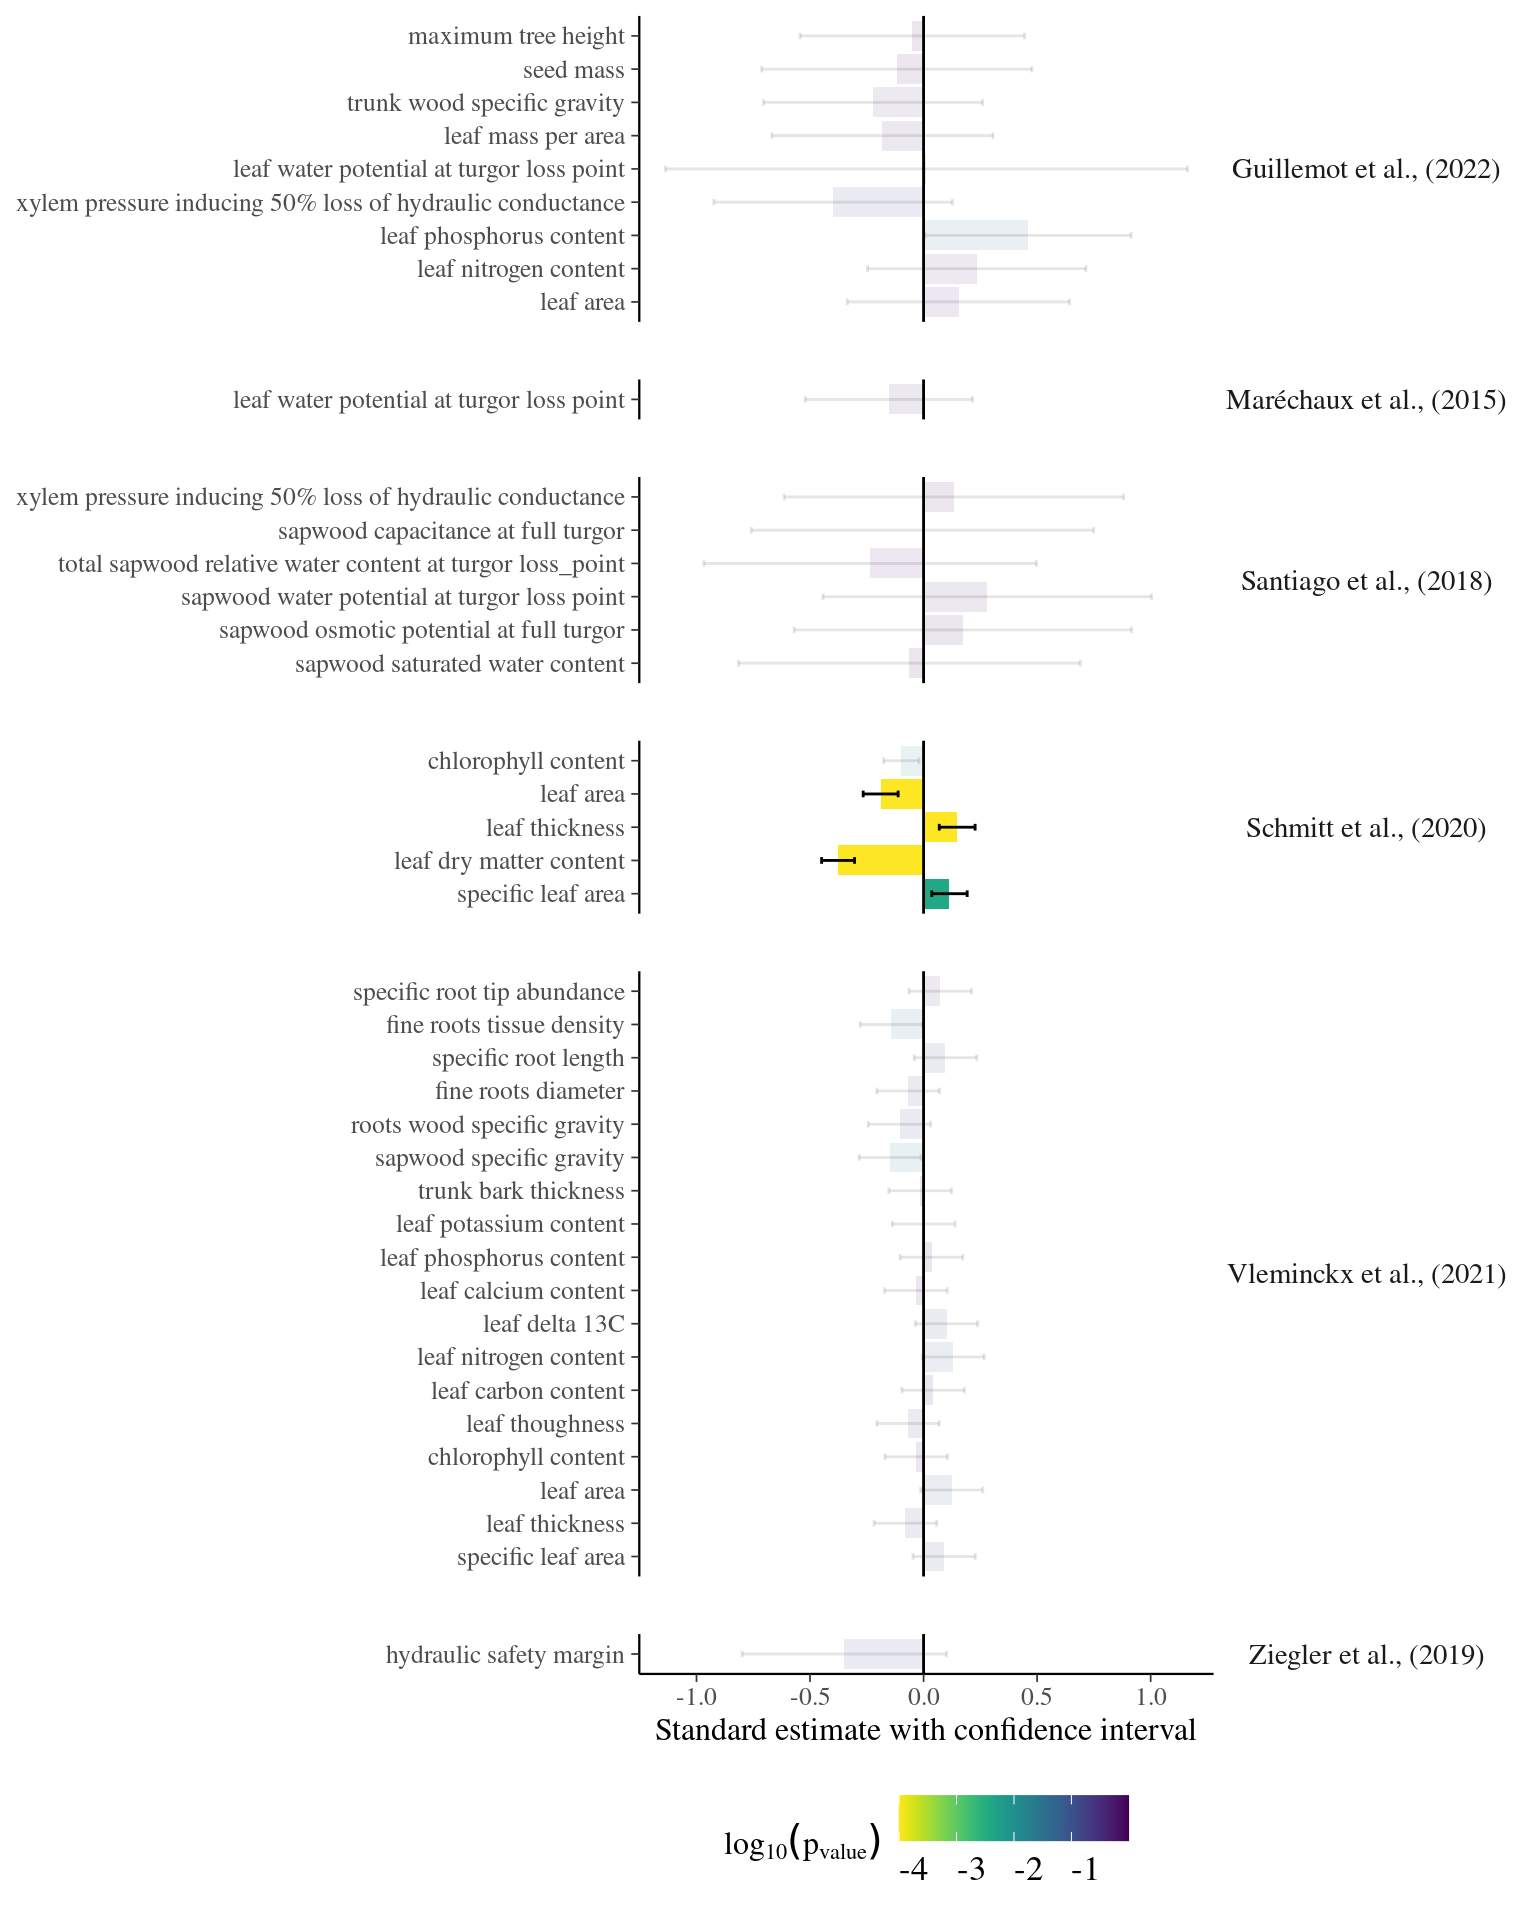 maximum tree height
seed mass
trunk wood specific gravity
leaf mass per area
leaf water potential at turgor loss point
xylem pressure inducing 50% loss of hydraulic conductance
leaf phosphorus content
leaf nitrogen content
leaf area
Guillemot et al., (2022)
leaf water potential at turgor loss point
Maréchaux et al., (2015)
xylem pressure inducing 50% loss of hydraulic conductance
sapwood capacitance at full turgor
total sapwood relative water content at turgor loss_point
sapwood water potential at turgor loss point
sapwood osmotic potential at full turgor
sapwood saturated water content
Santiago et al., (2018)
chlorophyll content
leaf area
leaf thickness
leaf dry matter content
specific leaf area
Schmitt et al., (2020)
specific root tip abundance
fine roots tissue density
specific root length
fine roots diameter
roots wood specific gravity
sapwood specific gravity
trunk bark thickness
leaf potassium content
leaf phosphorus content
leaf calcium content
leaf delta 13C
leaf nitrogen content
leaf carbon content
leaf thoughness
chlorophyll content
leaf area
leaf thickness
specific leaf area
Vleminckx et al., (2021)
hydraulic safety margin
Ziegler et al., (2019)
-1.0 -0.5 0.0 0.5 1.0
Standard estimate with confidence interval
log10(pvalue)
-4 -3 -2 -1